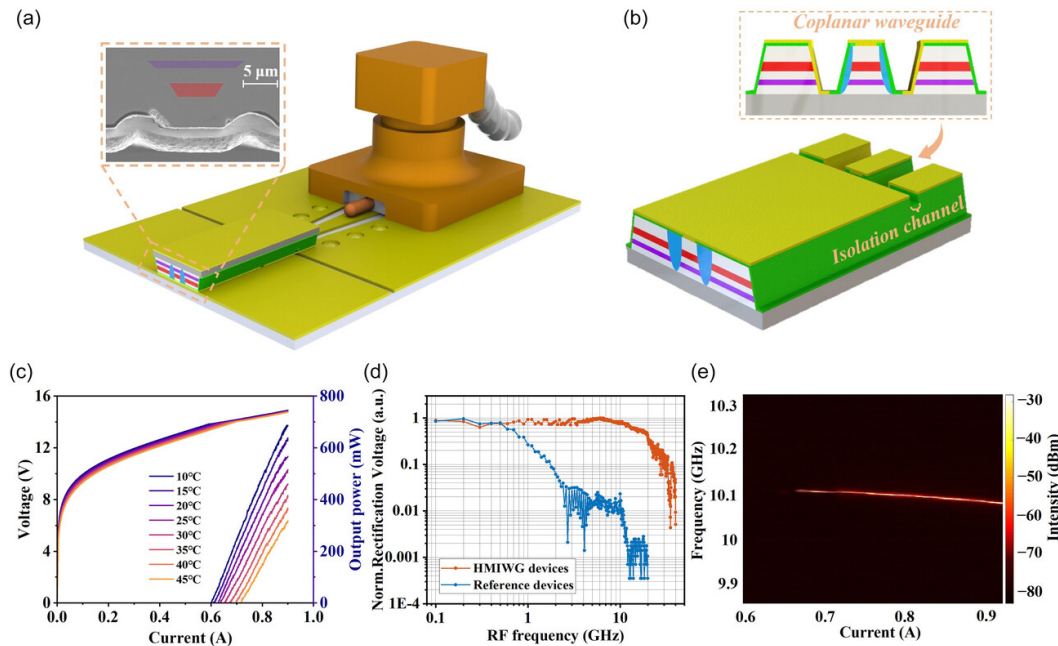 (a)
5 μm
(b)
Coplanar waveguide
Isolation channel
(c)
Voltage (V)
16
12
8
4
0
10℃
15℃
20℃
25℃
30℃
35℃
40℃
45℃
0.0 0.2 0.4 0.6 0.8 1.0
Current (A)
800
600
400
200
0
Output power (mW)
(d)
Norm.Rectification Voltage (a.u.)
1
0.1
0.01
0.001
1E-4
HMIWG devices
Reference devices
0.1 1 10
RF frequency (GHz)
(e)
Frequency (GHz)
10.3
10.2
10.1
10
9.9
0.6 0.7 0.8 0.9
Current (A)
−30
−40
−50
−60
−70
−80
Intensity (dBm)